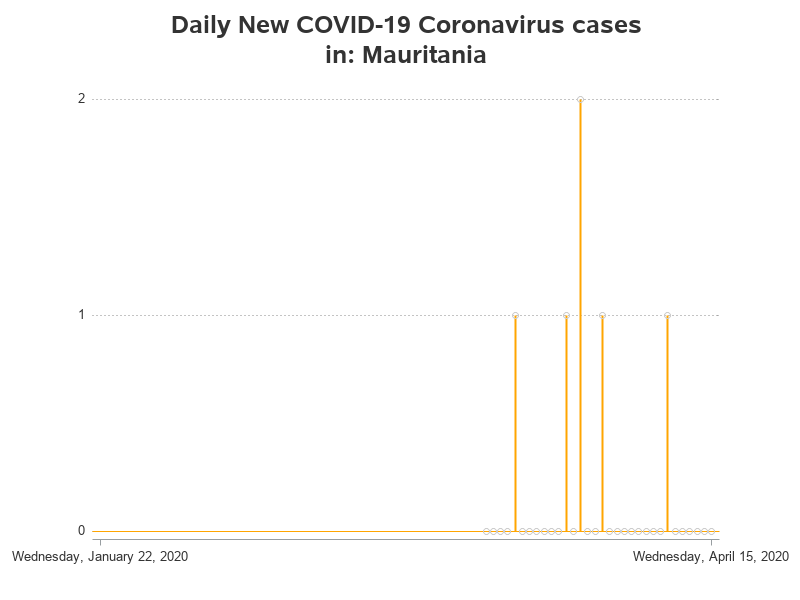 Daily New COVID-19 Coronavirus cases
in: Mauritania
2
1
0
Wednesday, January 22, 2020 Wednesday, April 15, 2020